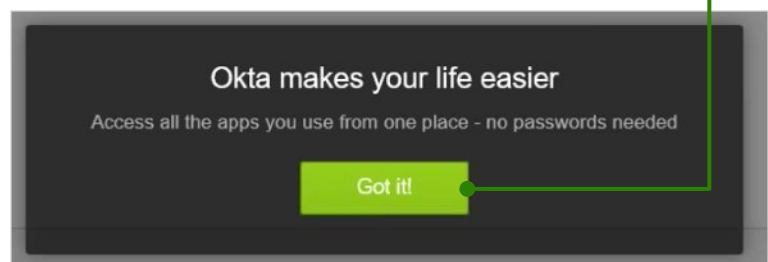 Okta makes your life easier
Access all the apps you use from one place - no passwords needed
Got it!